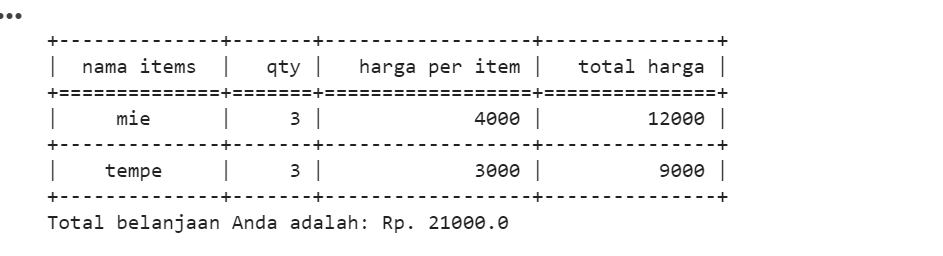 +--------------+-------+------------------+---------------+
|  nama items  |   qty |   harga per item |   total harga |
+==============+=======+==================+===============+
|     mie      |     3 |             4000 |         12000 |
+--------------+-------+------------------+---------------+
|    tempe     |     3 |             3000 |          9000 |
+--------------+-------+------------------+---------------+
Total belanjaan Anda adalah: Rp. 21000.0